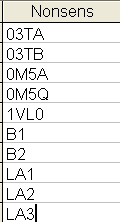 Nonsens
03TA
03TB
0M5A
0M5Q
1VL0
B1
B2
LA1
LA2
LA3